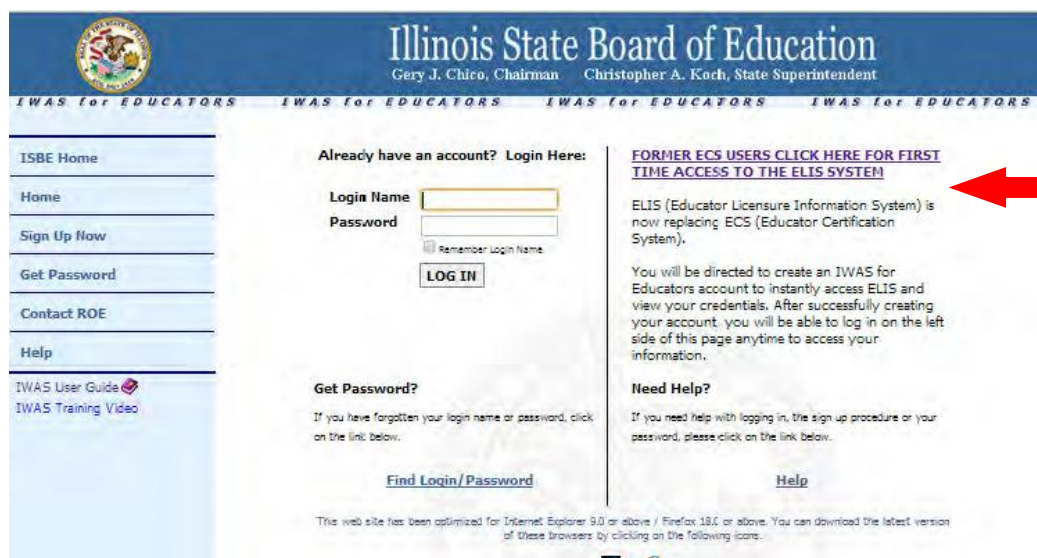 Illinois State Board of Education
Gery J. Chico, Chairman Christopher A. Koch, State Superintendent
IWAS for EDUCATORS IWAS for EDUCATORS IWAS for EDUCATORS IWAS for EDUCATORS
ISBE Home
Home
Sign Up Now
Get Password
Contact ROE
Help
IWAS User Guide
IWAS Training Video
Already have an account? Login Here:
Login Name
Password
Remember Login Name
LOG IN
Get Password?
If you have forgotten your login name or password, click
on the link below.
Find Login/Password
FORMER ECS USERS CLICK HERE FOR FIRST
TIME ACCESS TO THE ELIS SYSTEM
ELIS (Educator Licensure Information System) is
now replacing ECS (Educator Certification
System).
You will be directed to create an IWAS for
Educators account to instantly access ELIS and
view your credentials. After successfully creating
your account, you will be able to log in on the left
side of this page anytime to access your
information.
Need Help?
If you need help with logging in, the sign up procedure or your
password, please click on the link below.
Help
This web site has been optimized for Internet Explorer 9.0 or above / Firefox 18.0 or above. You can download the latest version
of these browsers by clicking on the following icons.